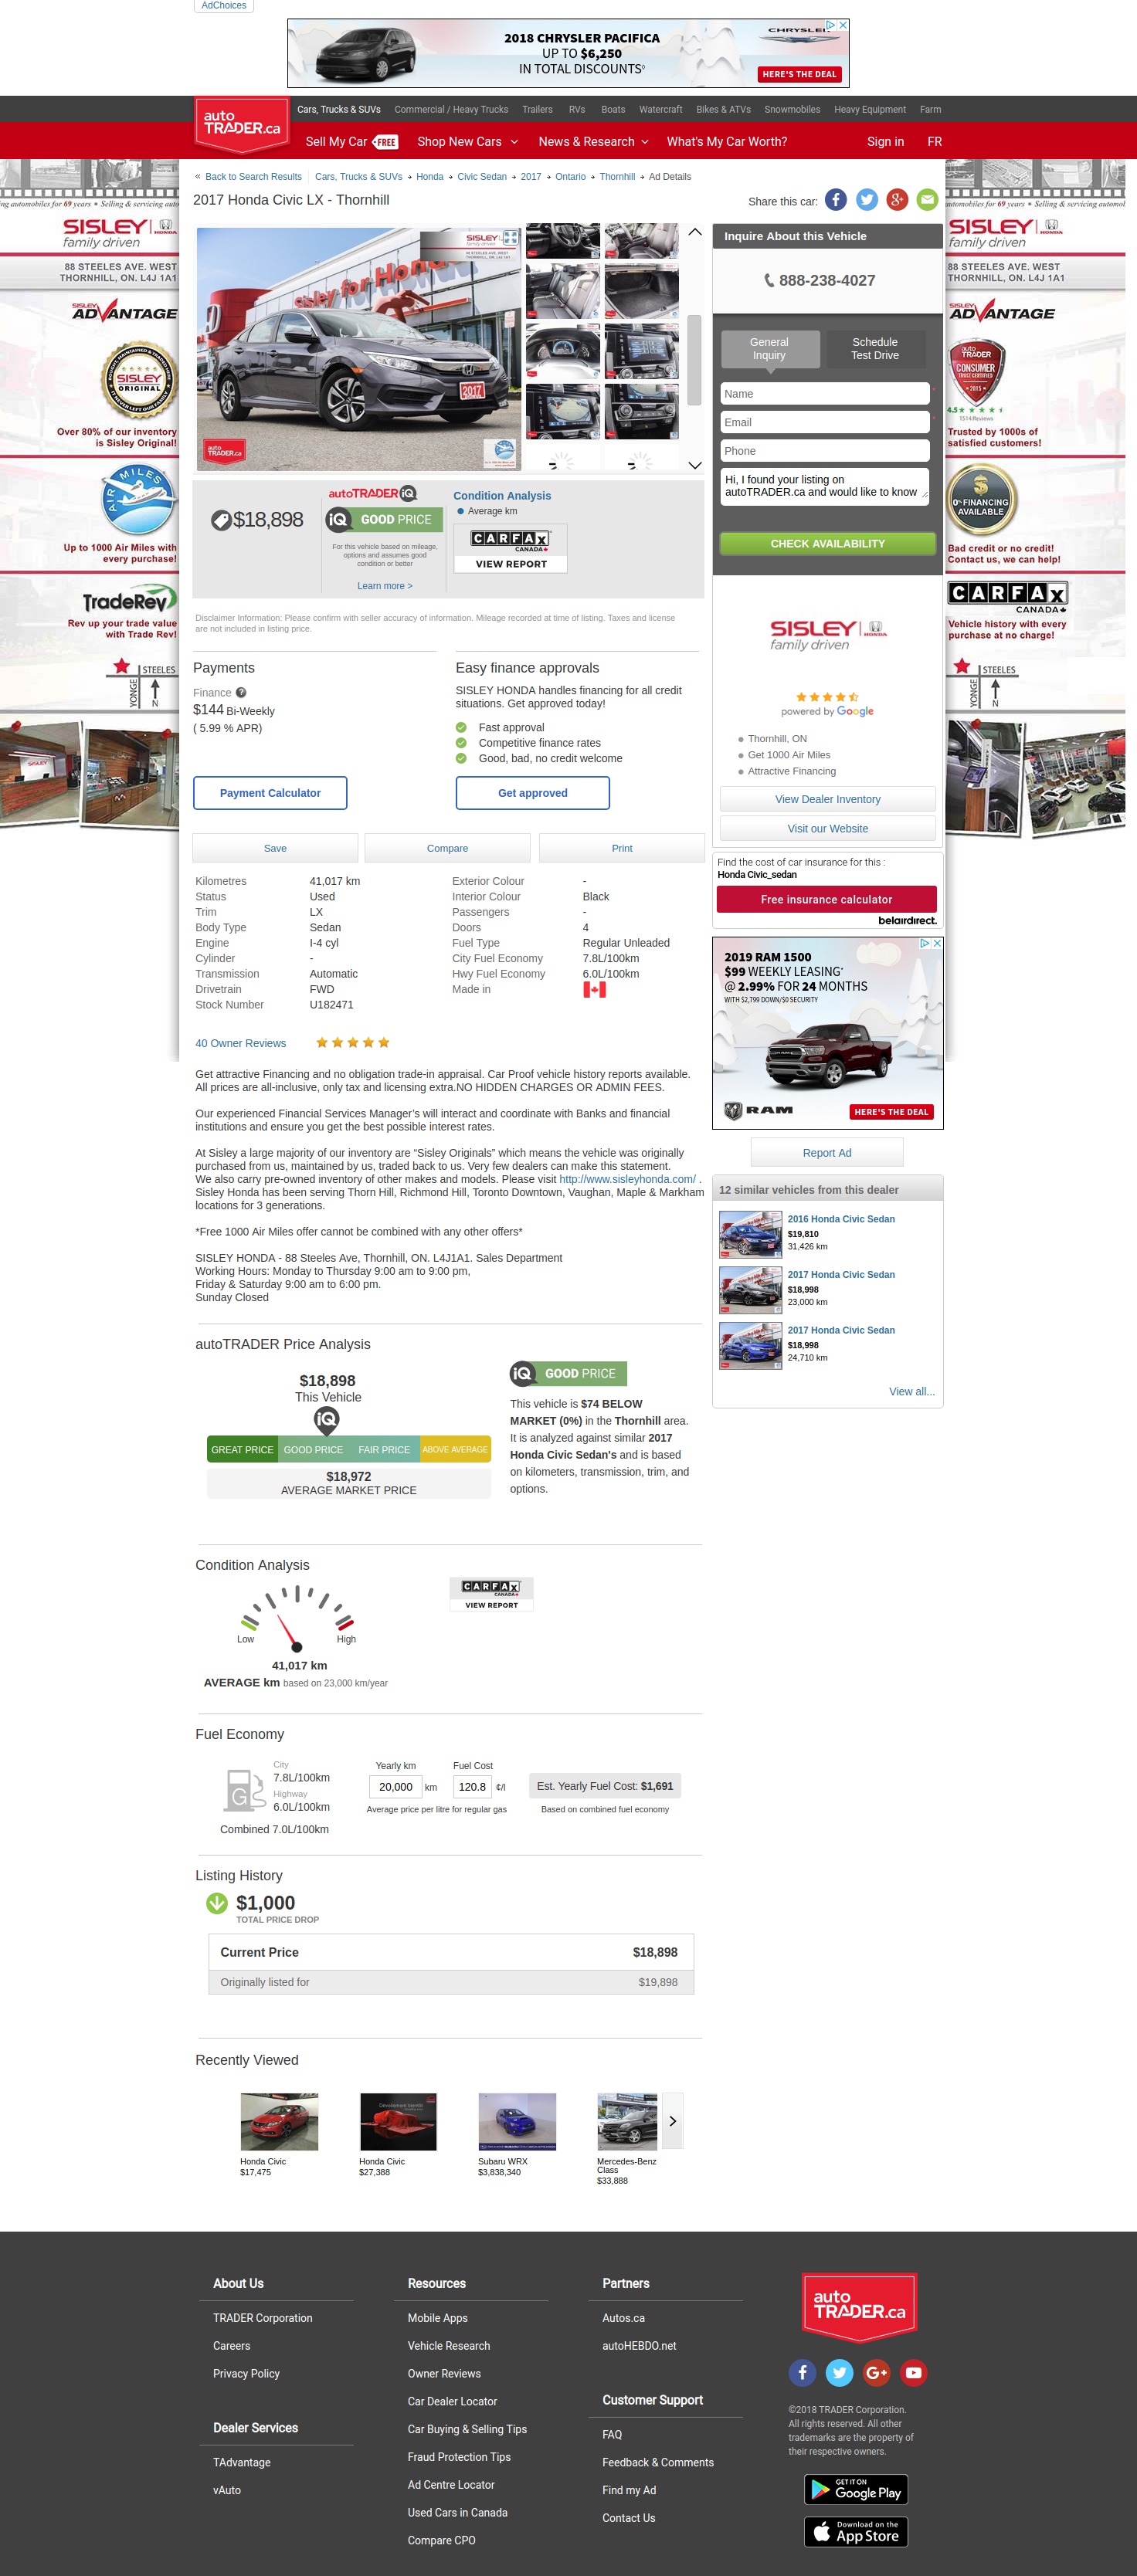 AdChoices
2018 CHRYSLER PACIFICA
UP TO $6,250
IN TOTAL DISCOUNTS◊
CHRYSLER
HERE'S THE DEAL
auto
TRADER.ca
Cars, Trucks & SUVs Commercial / Heavy Trucks Trailers RVs Boats Watercraft Bikes & ATVs Snowmobiles Heavy Equipment Farm
Sell My Car FREE Shop New Cars News & Research What's My Car Worth? Sign in FR
« Back to Search Results Cars, Trucks & SUVs Honda Civic Sedan 2017 Ontario Thornhill Ad Details
2017 Honda Civic LX - Thornhill
Share this car:
ing automobiles for 69 years • Selling & servicing auto
SISLEY HONDA
family driven
88 STEELES AVE. WEST
THORNHILL, ON. L4J 1A1
SISLEY
ADVANTAGE
SISLEY
ORIGINAL
Over 80% of our inventory
is Sisley Original!
AIR MILES
Up to 1000 Air Miles with
every purchase!
TradeRev
Rev up your trade value
with Trade Rev!
STEELES
YONGE
N
2017
auto
TRADER.ca
Inquire About this Vehicle
888-238-4027
General
Inquiry
Schedule
Test Drive
Name
Email
Phone
Hi, I found your listing on
autoTRADER.ca and would like to know
CHECK AVAILABILITY
SISLEY HONDA
family driven
88 STEELES AVE. WEST
THORNHILL, ON. L4J 1A1
SISLEY
ADVANTAGE
auto
TRADER
CONSUMER
TRUST CERTIFIED
2015
4.5
1514 Reviews
Trusted by 1000s of
satisfied customers!
0% FINANCING
AVAILABLE
Bad credit or no credit!
Contact us, we can help!
CARFAX
CANADA
Vehicle history with every
purchase at no charge!
STEELES
YONGE
N
$18,898
autoTRADER iQ
iQ GOOD PRICE
For this vehicle based on mileage,
options and assumes good
condition or better
Learn more >
Condition Analysis
Average km
CARFAX
CANADA
VIEW REPORT
Disclaimer Information: Please confirm with seller accuracy of information. Mileage recorded at time of listing. Taxes and license
are not included in listing price.
Payments
Finance ?
$144 Bi-Weekly
( 5.99 % APR)
Payment Calculator
Easy finance approvals
SISLEY HONDA handles financing for all credit
situations. Get approved today!
Fast approval
Competitive finance rates
Good, bad, no credit welcome
Get approved
SISLEY HONDA
family driven
powered by Google
Thornhill, ON
Get 1000 Air Miles
Attractive Financing
View Dealer Inventory
Visit our Website
Save
Compare
Print
Kilometres 41,017 km Exterior Colour -
Status Used Interior Colour Black
Trim LX Passengers -
Body Type Sedan Doors 4
Engine I-4 cyl Fuel Type Regular Unleaded
Cylinder - City Fuel Economy 7.8L/100km
Transmission Automatic Hwy Fuel Economy 6.0L/100km
Drivetrain FWD Made in
Stock Number U182471
40 Owner Reviews
Find the cost of car insurance for this :
Honda Civic_sedan
Free insurance calculator
belairdirect.
2019 RAM 1500
$99 WEEKLY LEASING*
@ 2.99% FOR 24 MONTHS
WITH $2,799 DOWN/$0 SECURITY
RAM
HERE'S THE DEAL
Report Ad
12 similar vehicles from this dealer
2016 Honda Civic Sedan
$19,810
31,426 km
2017 Honda Civic Sedan
$18,998
23,000 km
2017 Honda Civic Sedan
$18,998
24,710 km
View all...
Get attractive Financing and no obligation trade-in appraisal. Car Proof vehicle history reports available.
All prices are all-inclusive, only tax and licensing extra.NO HIDDEN CHARGES OR ADMIN FEES.
Our experienced Financial Services Manager's will interact and coordinate with Banks and financial
institutions and ensure you get the best possible interest rates.
At Sisley a large majority of our inventory are “Sisley Originals” which means the vehicle was originally
purchased from us, maintained by us, traded back to us. Very few dealers can make this statement.
We also carry pre-owned inventory of other makes and models. Please visit http://www.sisleyhonda.com/ .
Sisley Honda has been serving Thorn Hill, Richmond Hill, Toronto Downtown, Vaughan, Maple & Markham
locations for 3 generations.
*Free 1000 Air Miles offer cannot be combined with any other offers*
SISLEY HONDA - 88 Steeles Ave, Thornhill, ON. L4J1A1. Sales Department
Working Hours: Monday to Thursday 9:00 am to 9:00 pm,
Friday & Saturday 9:00 am to 6:00 pm.
Sunday Closed
autoTRADER Price Analysis
$18,898
This Vehicle
iQ
GREAT PRICE GOOD PRICE FAIR PRICE ABOVE AVERAGE
$18,972
AVERAGE MARKET PRICE
iQ GOOD PRICE
This vehicle is $74 BELOW
MARKET (0%) in the Thornhill area.
It is analyzed against similar 2017
Honda Civic Sedan's and is based
on kilometers, transmission, trim, and
options.
Condition Analysis
Low High
41,017 km
AVERAGE km based on 23,000 km/year
CARFAX
CANADA
VIEW REPORT
Fuel Economy
G
City
7.8L/100km
Highway
6.0L/100km
Combined 7.0L/100km
Yearly km Fuel Cost
20,000 km 120.8 ¢/l
Average price per litre for regular gas
Est. Yearly Fuel Cost: $1,691
Based on combined fuel economy
Listing History
$1,000
TOTAL PRICE DROP
Current Price $18,898
Originally listed for $19,898
Recently Viewed
Honda Civic
$17,475
Honda Civic
$27,388
Subaru WRX
$3,838,340
Mercedes-Benz
Class
$33,888
About Us
TRADER Corporation
Careers
Privacy Policy
Dealer Services
TAdvantage
vAuto
Resources
Mobile Apps
Vehicle Research
Owner Reviews
Car Dealer Locator
Car Buying & Selling Tips
Fraud Protection Tips
Ad Centre Locator
Used Cars in Canada
Compare CPO
Partners
Autos.ca
autoHEBDO.net
Customer Support
FAQ
Feedback & Comments
Find my Ad
Contact Us
auto
TRADER.ca
©2018 TRADER Corporation.
All rights reserved. All other
trademarks are the property of
their respective owners.
GET IT ON
Google Play
Download on the
App Store